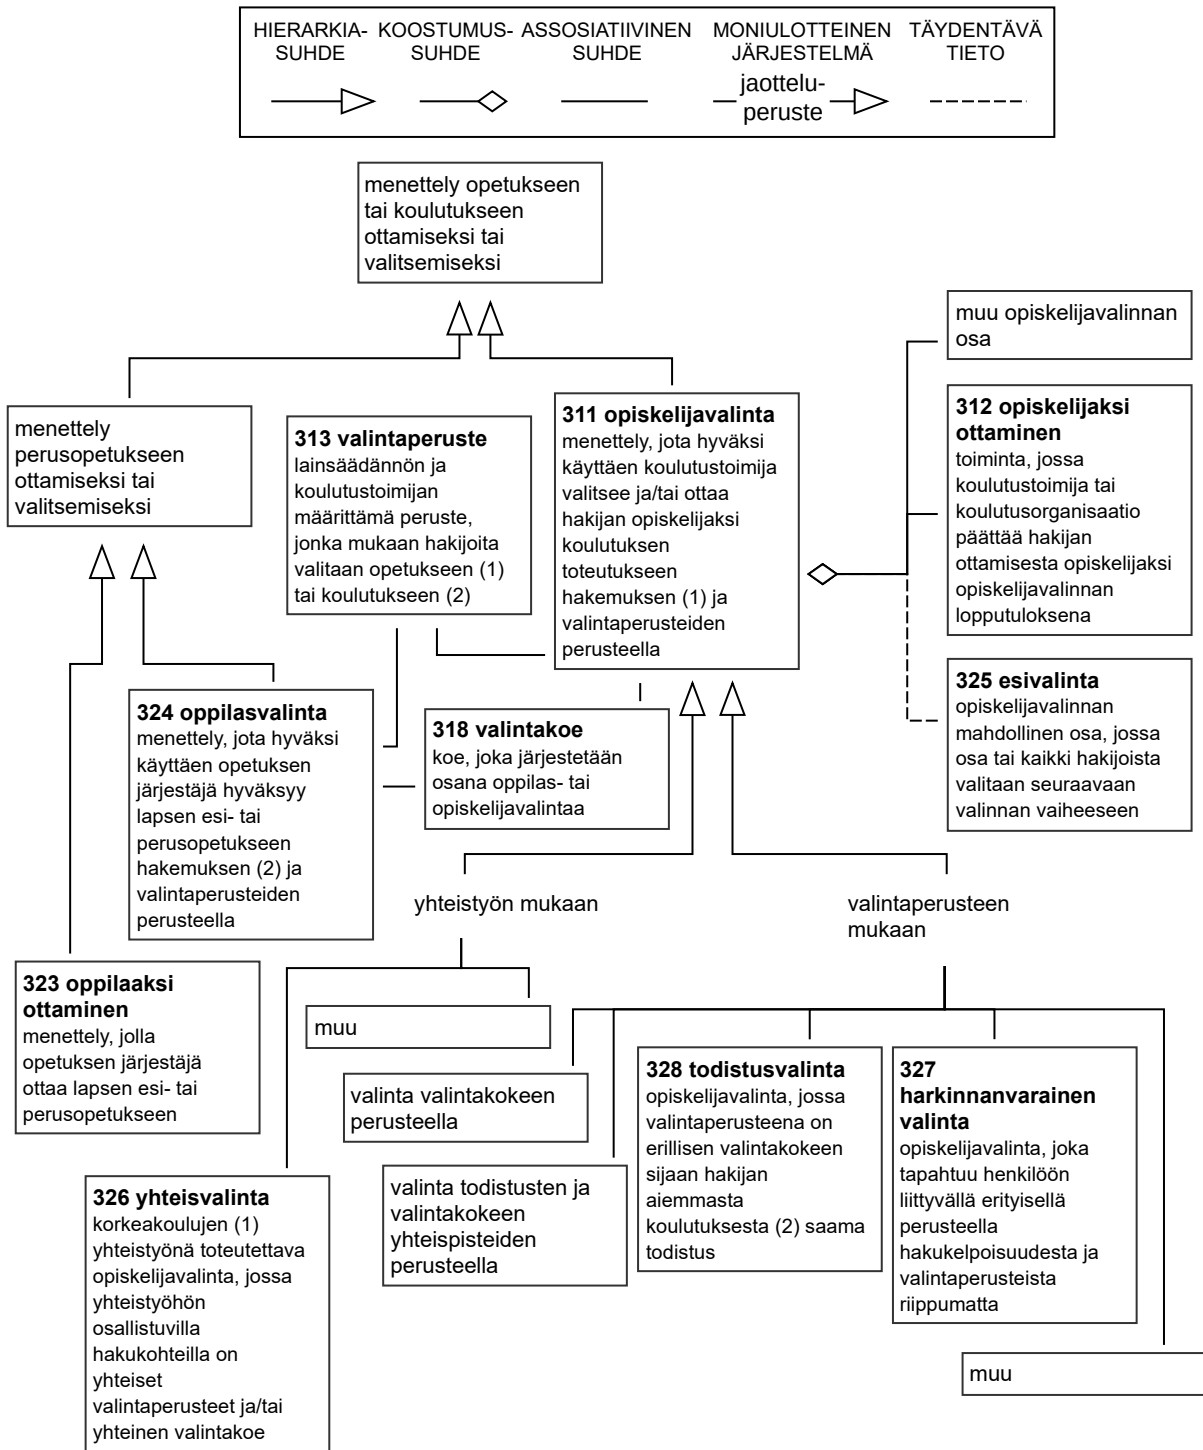 HIERARKIA-
SUHDE
KOOSTUMUS-
SUHDE
ASSOSIATIIVINEN
SUHDE
MONIULOTTEINEN
JÄRJESTELMÄ
jaottelu-
peruste
TÄYDENTÄVÄ
TIETO
menettely opetukseen
tai koulutukseen
ottamiseksi tai
valitsemiseksi
muu opiskelijavalinnan
osa
menettely
perusopetukseen
ottamiseksi tai
valitsemiseksi
313 valintaperuste
lainsäädännön ja
koulutustoimijan
määrittämä peruste,
jonka mukaan hakijoita
valitaan opetukseen (1)
tai koulutukseen (2)
311 opiskelijavalinta
menettely, jota hyväksi
käyttäen koulutustoimija
valitsee ja/tai ottaa
hakijan opiskelijaksi
koulutuksen
toteutukseen
hakemuksen (1) ja
valintaperusteiden
perusteella
312 opiskelijaksi
ottaminen
toiminta, jossa
koulutustoimija tai
koulutusorganisaatio
päättää hakijan
ottamisesta opiskelijaksi
opiskelijavalinnan
lopputuloksena
325 esivalinta
opiskelijavalinnan
mahdollinen osa, jossa
osa tai kaikki hakijoista
valitaan seuraavaan
valinnan vaiheeseen
324 oppilasvalinta
menettely, jota hyväksi
käyttäen opetuksen
järjestäjä hyväksyy
lapsen esi- tai
perusopetukseen
hakemuksen (2) ja
valintaperusteiden
perusteella
318 valintakoe
koe, joka järjestetään
osana oppilas- tai
opiskelijavalintaa
yhteistyön mukaan
valintaperusteen
mukaan
323 oppilaaksi
ottaminen
menettely, jolla
opetuksen järjestäjä
ottaa lapsen esi- tai
perusopetukseen
muu
valinta valintakokeen
perusteella
328 todistusvalinta
opiskelijavalinta, jossa
valintaperusteena on
erillisen valintakokeen
sijaan hakijan
aiemmasta
koulutuksesta (2) saama
todistus
327
harkinnanvarainen
valinta
opiskelijavalinta, joka
tapahtuu henkilöön
liittyvällä erityisellä
perusteella
hakukelpoisuudesta ja
valintaperusteista
riippumatta
valinta todistusten ja
valintakokeen
yhteispisteiden
perusteella
326 yhteisvalinta
korkeakoulujen (1)
yhteistyönä toteutettava
opiskelijavalinta, jossa
yhteistyöhön
osallistuvilla
hakukohteilla on
yhteiset
valintaperusteet ja/tai
yhteinen valintakoe
muu